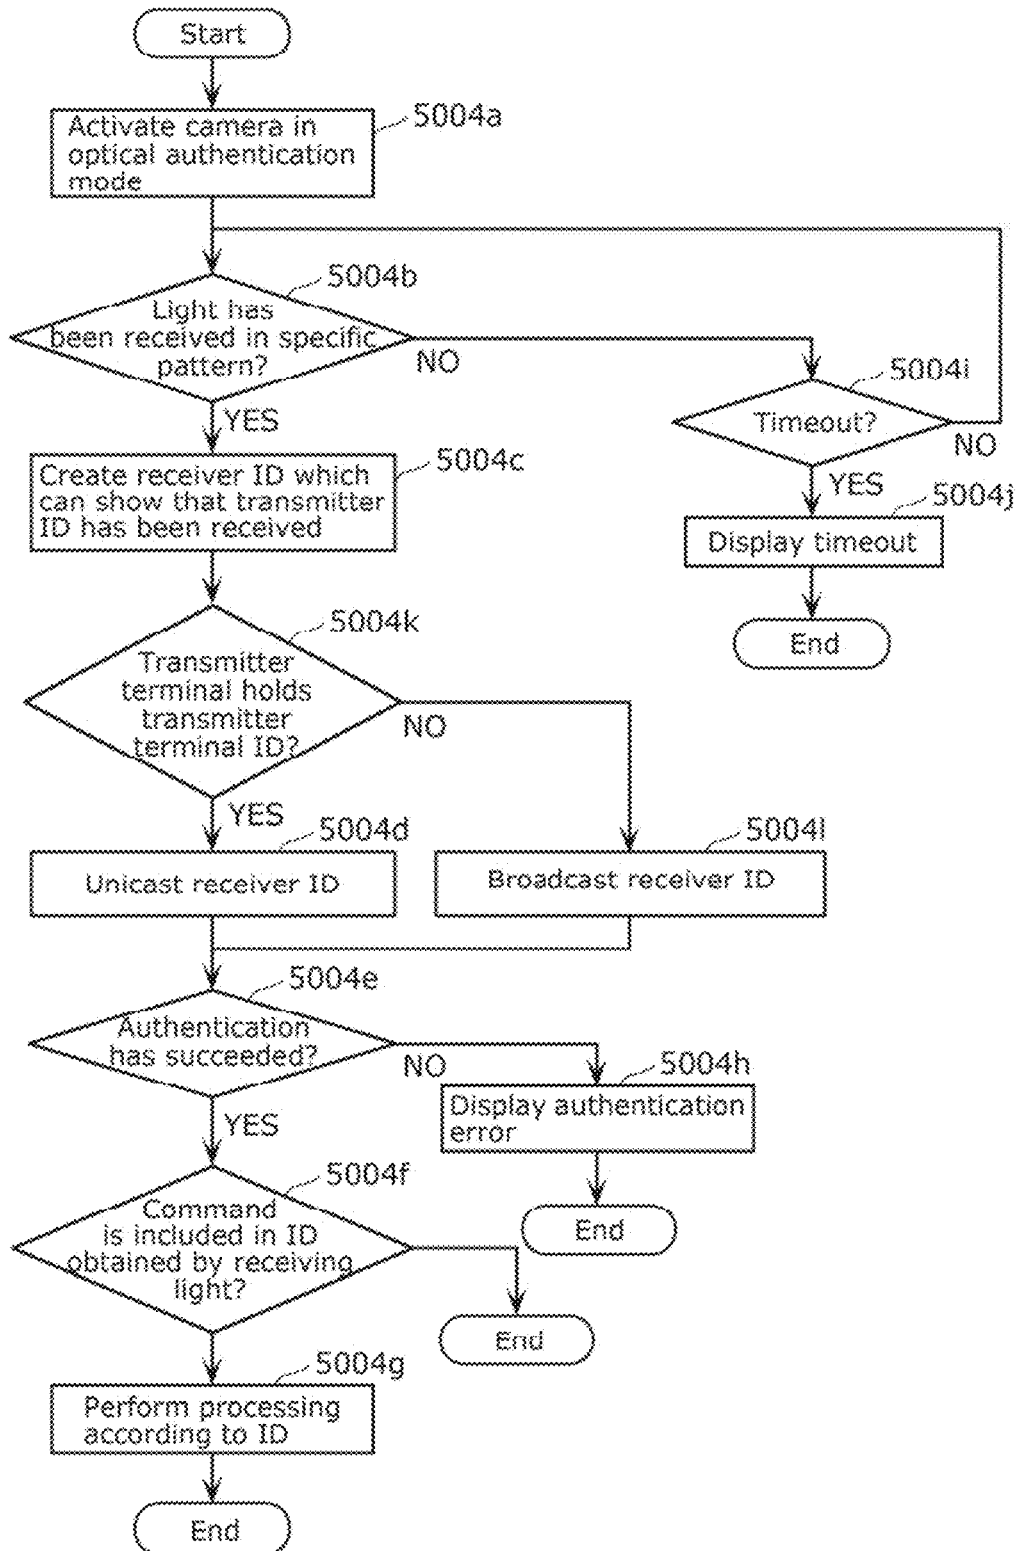 Start
5004a
Activate camera in
optical authentication
mode
5004b
Light has
been received in specific
pattern?
NO
YES
5004i
Timeout?
NO
YES
5004j
Display timeout
End
5004c
Create receiver ID which
can show that transmitter
ID has been received
5004k
Transmitter
terminal holds
transmitter
terminal ID?
NO
YES
5004d
Unicast receiver ID
5004l
Broadcast receiver ID
5004e
Authentication
has succeeded?
NO
YES
5004h
Display authentication
error
End
5004f
Command
is included in ID
obtained by receiving
light?
End
5004g
Perform processing
according to ID
End